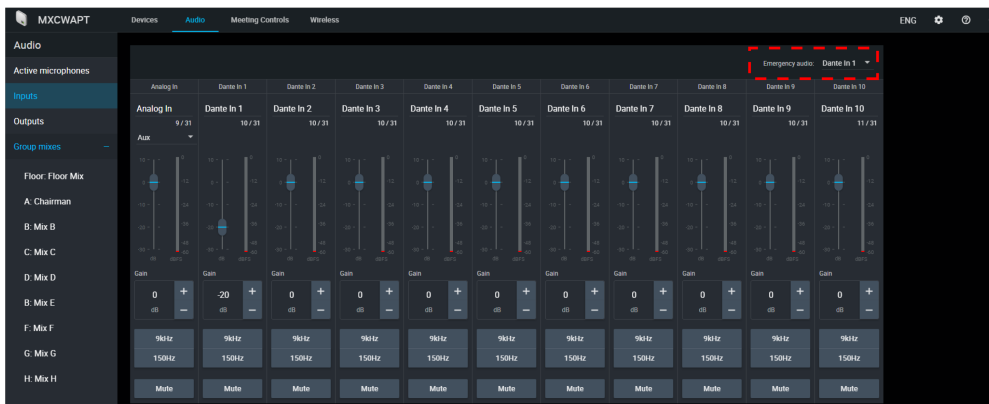 MXCWAPT Devices Audio Meeting Controls Wireless ENG
Audio
Active microphones
Inputs
Outputs
Group mixes
Floor: Floor Mix
A: Chairman
B: Mix B
C: Mix C
D: Mix D
B: Mix E
F: Mix F
G: Mix G
H: Mix H
Emergency audio: Dante In 1
Analog In Dante In 1 Dante In 2 Dante In 3 Dante In 4 Dante In 5 Dante In 6 Dante In 7 Dante In 8 Dante In 9 Dante In 10
Analog In Dante In 1 Dante In 2 Dante In 3 Dante In 4 Dante In 5 Dante In 6 Dante In 7 Dante In 8 Dante In 9 Dante In 10
9 / 31 10 / 31 10 / 31 10 / 31 10 / 31 10 / 31 10 / 31 10 / 31 10 / 31 10 / 31 11 / 31
Aux
Gain Gain Gain Gain Gain Gain Gain Gain Gain Gain Gain
0 + -20 + 0 + 0 + 0 + 0 + 0 + 0 + 0 + 0 + 0 +
dB − dB − dB − dB − dB − dB − dB − dB − dB − dB − dB −
9kHz 9kHz 9kHz 9kHz 9kHz 9kHz 9kHz 9kHz 9kHz 9kHz 9kHz
150Hz 150Hz 150Hz 150Hz 150Hz 150Hz 150Hz 150Hz 150Hz 150Hz 150Hz
Mute Mute Mute Mute Mute Mute Mute Mute Mute Mute Mute